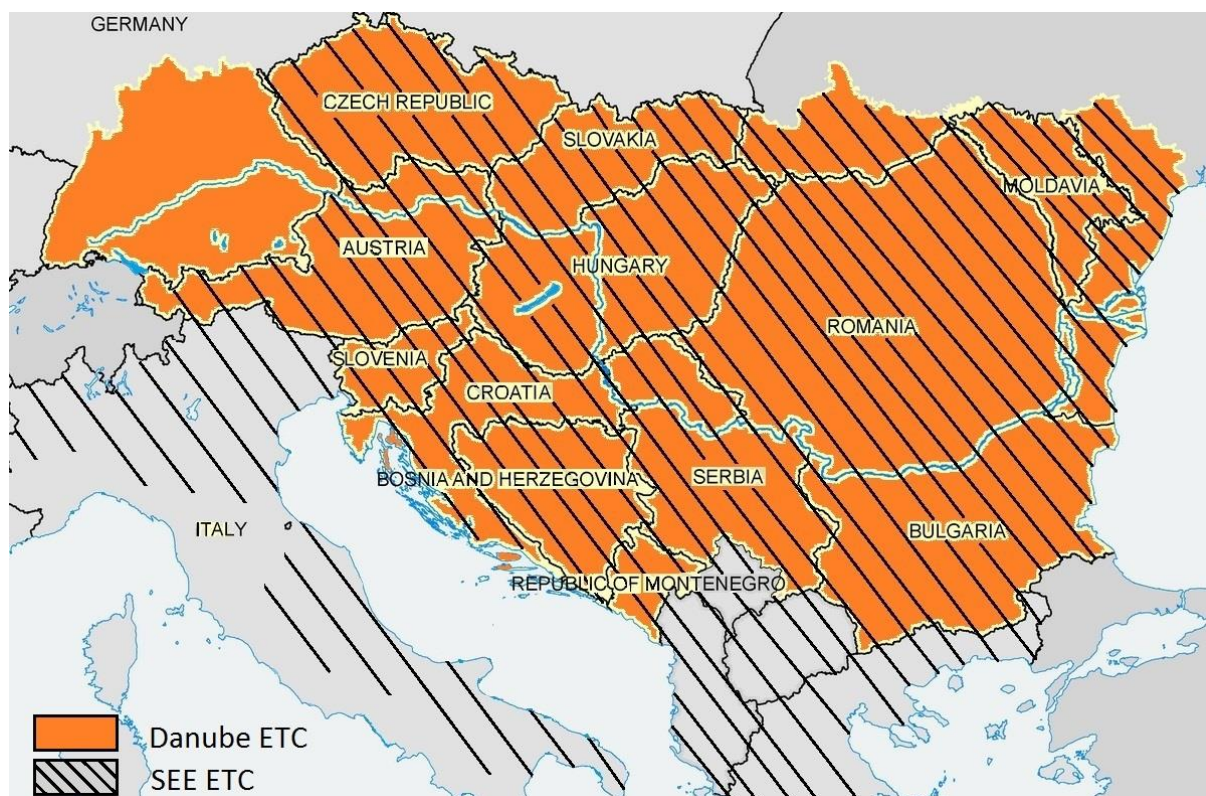 GERMANY
CZECH REPUBLIC
SLOVAKIA
MOLDAVIA
AUSTRIA
HUNGARY
ROMANIA
SLOVENIA
CROATIA
BOSNIA AND HERZEGOVINA
SERBIA
ITALY
BULGARIA
REPUBLIC OF MONTENEGRO
Danube ETC
SEE ETC